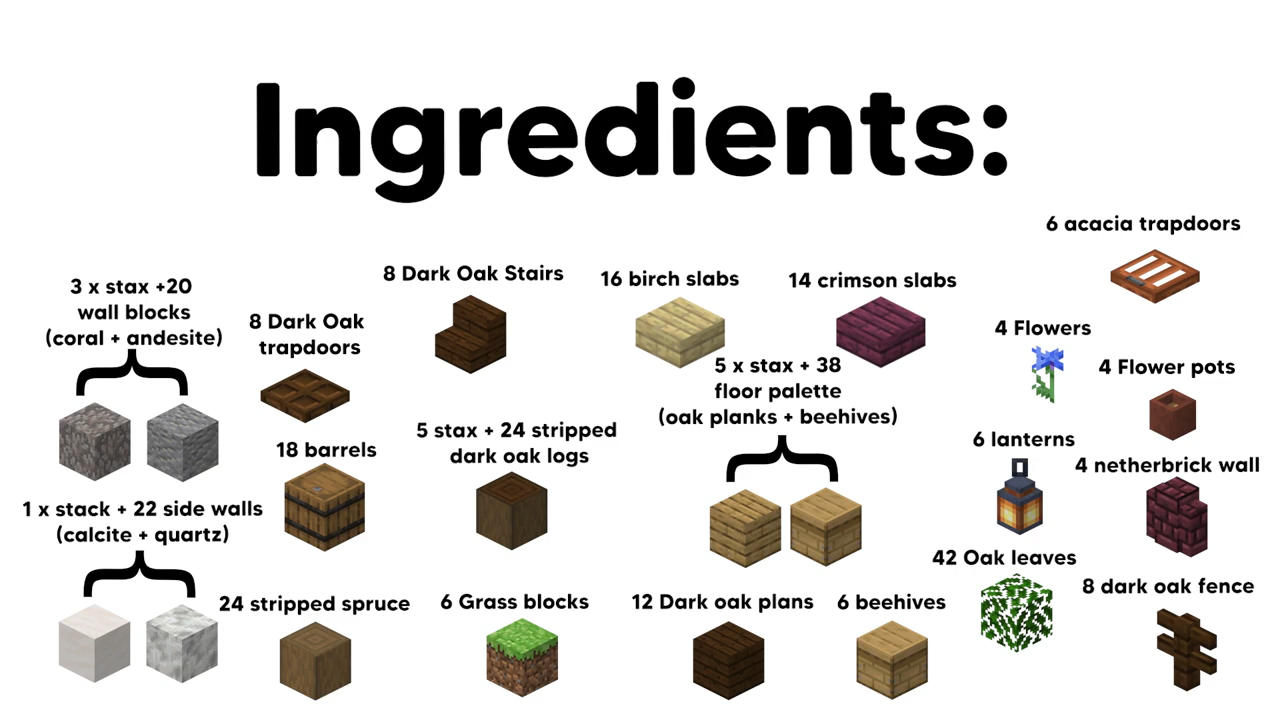 Ingredients:
6 acacia trapdoors
8 Dark Oak Stairs
16 birch slabs
14 crimson slabs
3 x stax +20
wall blocks
(coral + andesite)
8 Dark Oak
trapdoors
4 Flowers
4 Flower pots
5 x stax + 38
floor palette
(oak planks + beehives)
18 barrels
5 stax + 24 stripped
dark oak logs
6 lanterns
4 netherbrick wall
1 x stack + 22 side walls
(calcite + quartz)
42 Oak leaves
8 dark oak fence
24 stripped spruce
6 Grass blocks
12 Dark oak plans
6 beehives